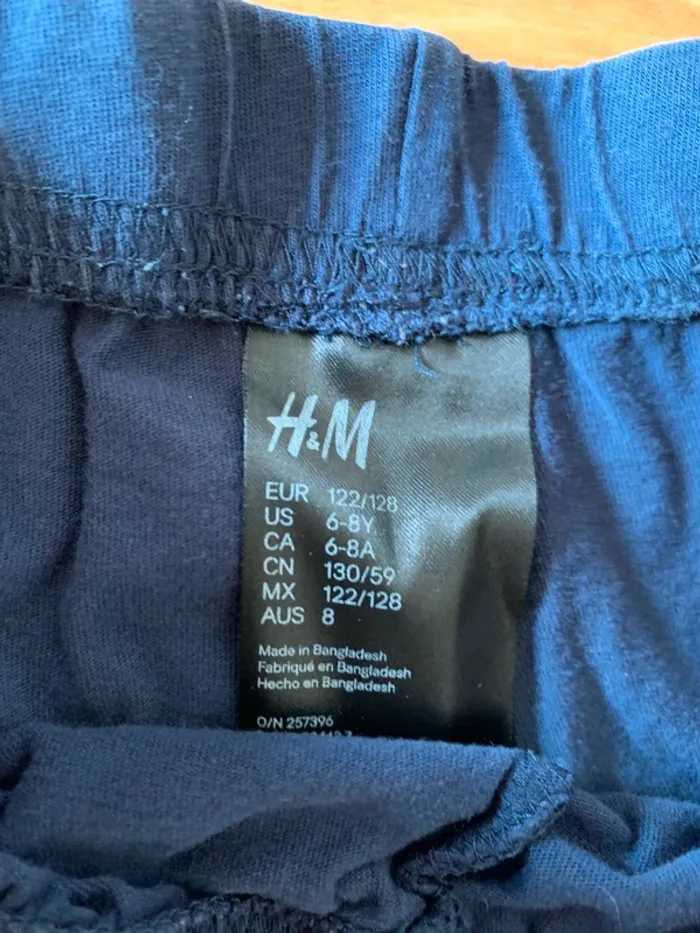 H&M
EUR 122/128
US 6-8Y
CA 6-8A
CN 130/59
MX 122/128
AUS 8
Made in Bangladesh
Fabriqué en Bangladesh
Hecho en Bangladesh
O/N 257396